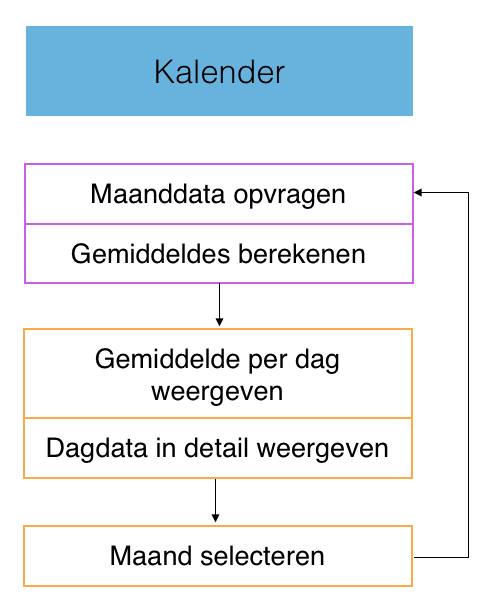 Kalender
Maanddata opvragen
Gemiddeldes berekenen
Gemiddelde per dag
weergeven
Dagdata in detail weergeven
Maand selecteren